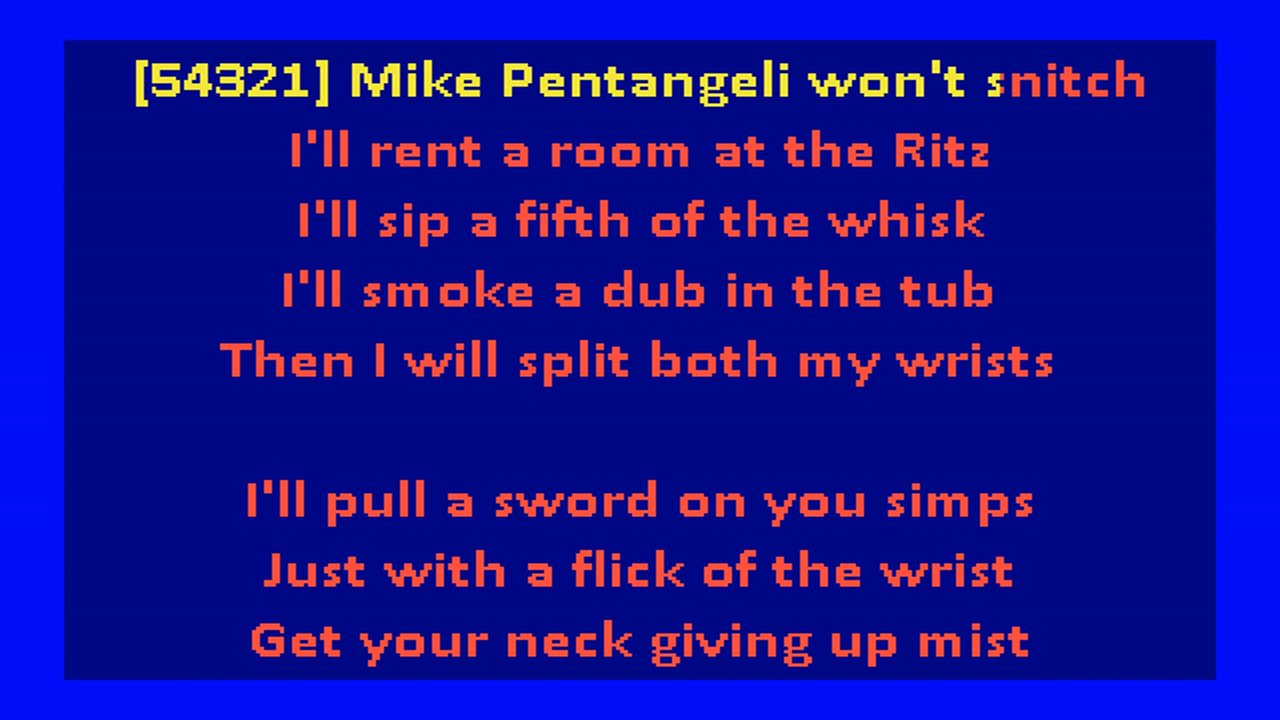 [54321] Mike Pentangeli won't snitch
I'll rent a room at the Ritz
I'll sip a fifth of the whisk
I'll smoke a dub in the tub
Then I will split both my wrists
I'll pull a sword on you simps
Just with a flick of the wrist
Get your neck giving up mist